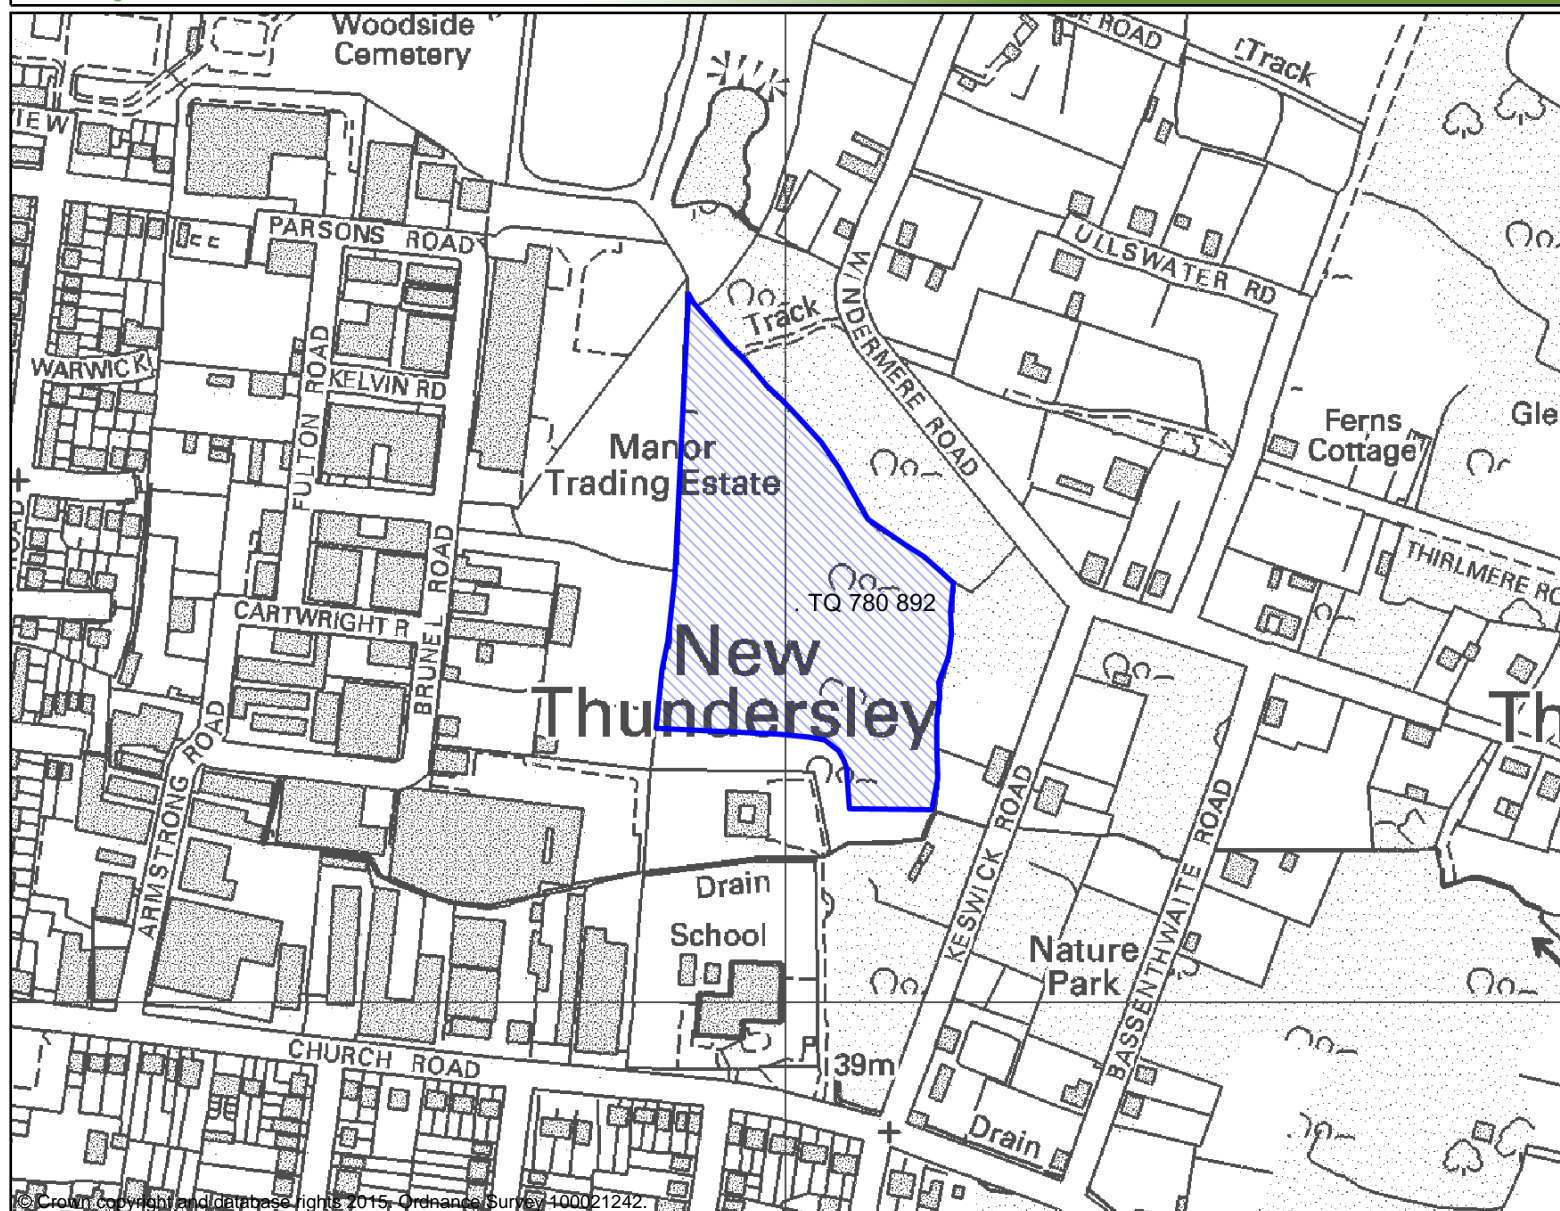 Woodside
Cemetery
Track
PARSONS ROAD
ULLSWATER RD
WINDERMERE ROAD
Track
WARWICK
FULTON ROAD
KELVIN RD
Manor
Trading Estate
Ferns
Cottage
Gle
THIRLMERE RO
CARTWRIGHT R
BRUNEL ROAD
. TQ 780 892
New
Thundersley
Th
ARMSTRONG ROAD
KESWICK ROAD
BASSENTHWAITE ROAD
Drain
School
Nature
Park
CHURCH ROAD
P
39m
Drain
© Crown copyright and database rights 2015. Ordnance Survey 100021242.